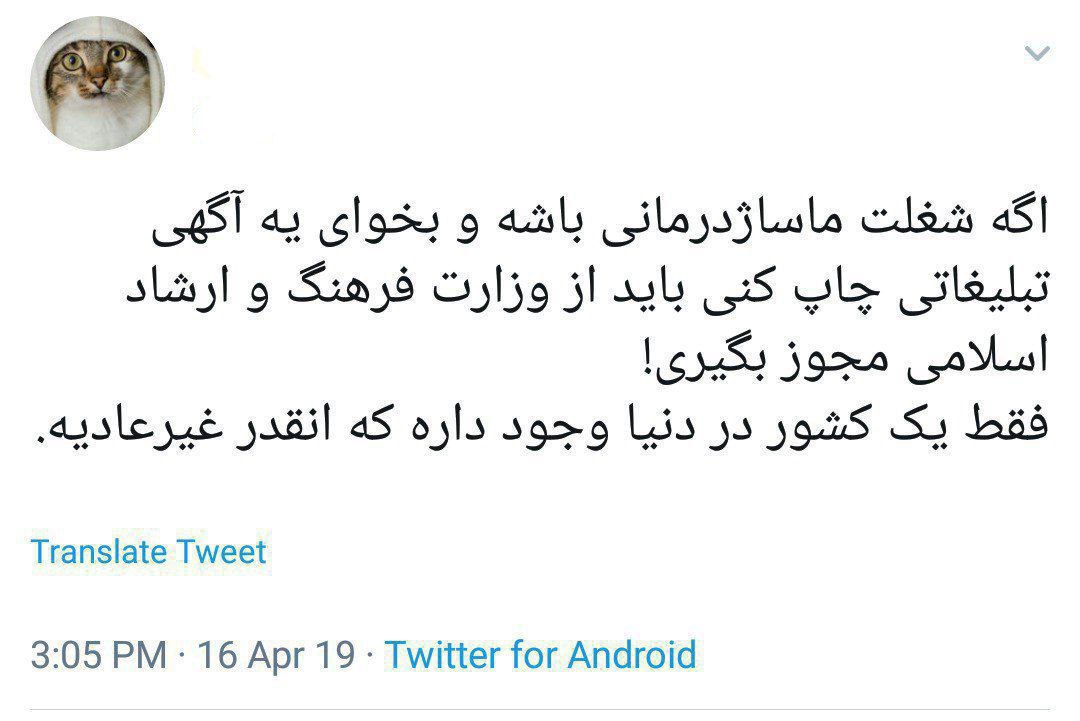 اگه شغلت ماساژدرمانی باشه و بخوای یه آگهی
تبلیغاتی چاپ کنی باید از وزارت فرهنگ و ارشاد
اسلامی مجوز بگیری!
فقط یک کشور در دنیا وجود داره که انقدر غیرعادیه.
Translate Tweet
3:05 PM · 16 Apr 19 · Twitter for Android